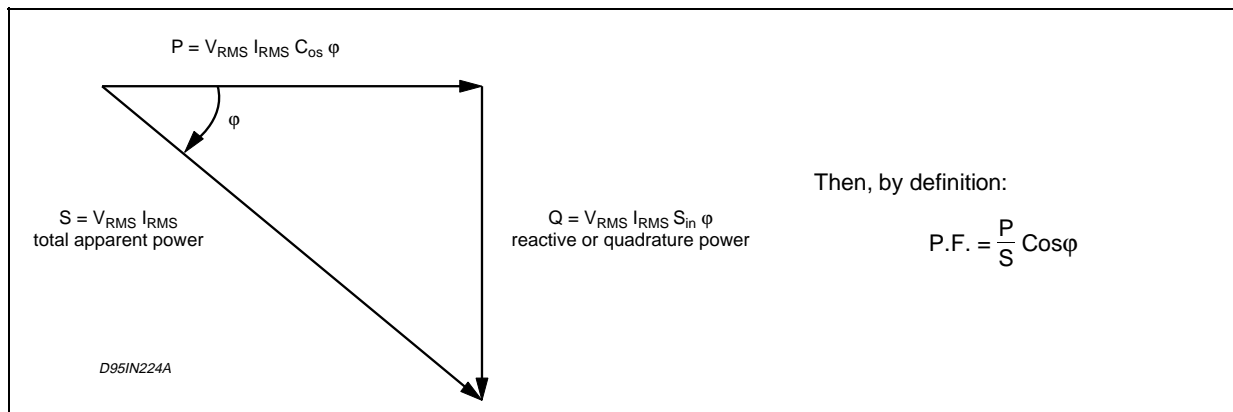 P = V_RMS I_RMS C_os φ
φ
S = V_RMS I_RMS
total apparent power
Q = V_RMS I_RMS S_in φ
reactive or quadrature power
Then, by definition:
P.F. = P/S Cosφ
D95IN224A